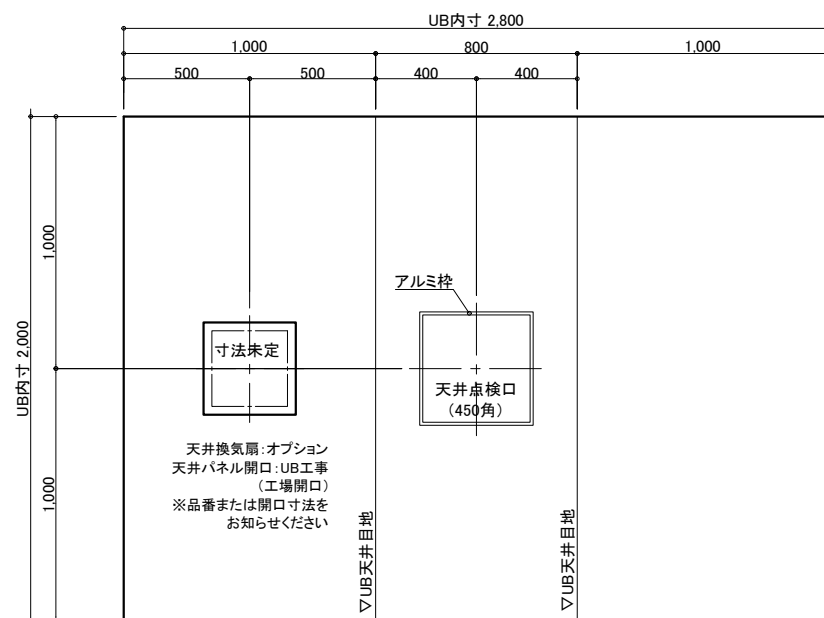 UB内寸 2,800
1,000
800
1,000
500
500
400
400
UB内寸 2,000
1,000
1,000
アルミ枠
寸法未定
天井点検口
(450角)
天井換気扇:オプション
天井パネル開口:UB工事
(工場開口)
※品番または開口寸法を
お知らせください
▽UB天井目地
▽UB天井目地